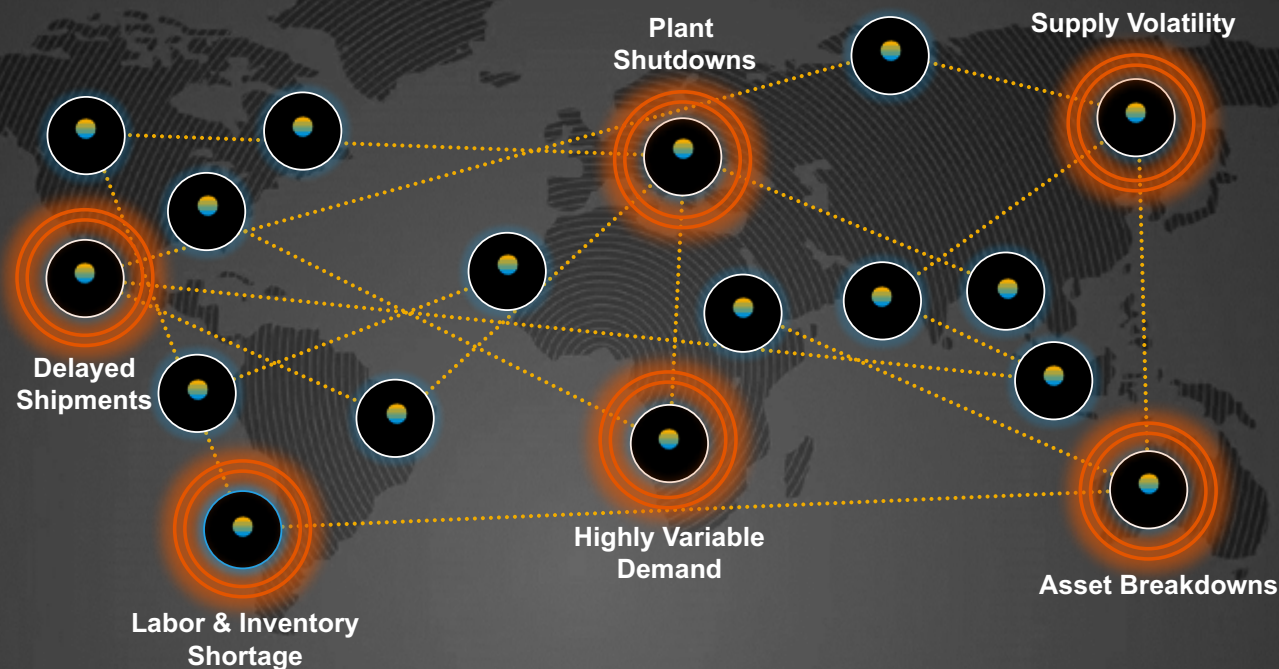 Plant
Shutdowns
Supply Volatility
Delayed
Shipments
Highly Variable
Demand
Asset Breakdowns
Labor & Inventory
Shortage